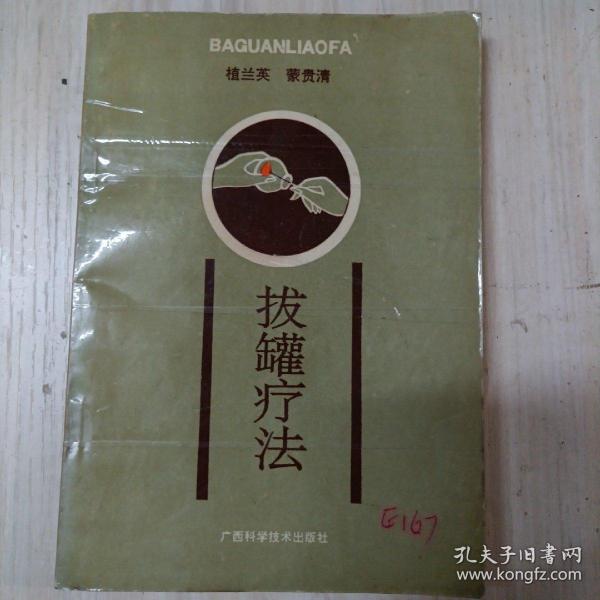 BAGUANLIAOFA
植兰英 蒙贵清
拔罐疗法
广西科学技术出版社
E167
孔夫子旧书网
www.kongfz.com